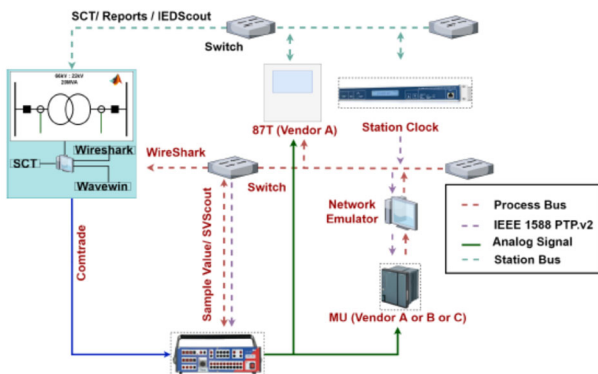 SCT/ Reports / IEDScout
Switch
66kV : 22kV
20MVA
87T (Vendor A)
Station Clock
Wireshark
SCT
Wavewin
WireShark
Switch
Network
Emulator
Process Bus
IEEE 1588 PTP.v2
Analog Signal
Station Bus
Comtrade
Sample Value/ SVScout
MU (Vendor A or B or C)